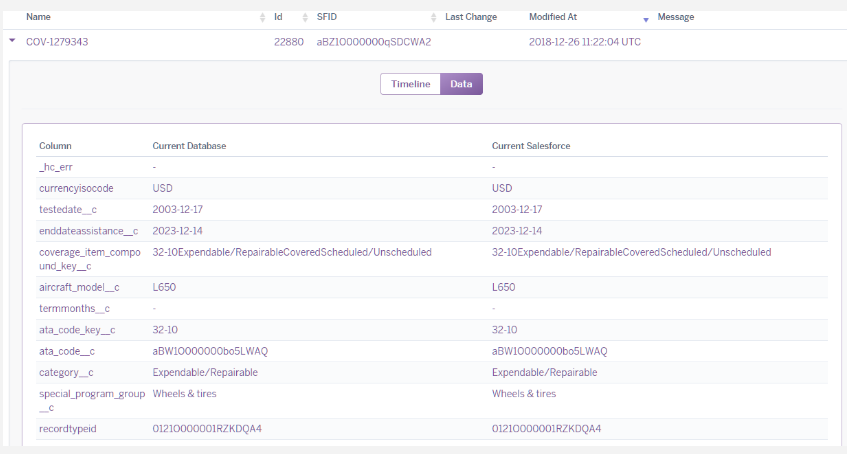 Name Id SFID Last Change Modified At Message
COV-1279343 22880 aBZ1O000000qSDCWA2 2018-12-26 11:22:04 UTC
Timeline Data
Column Current Database Current Salesforce
_hc_err - -
currencyisocode USD USD
testedate__c 2003-12-17 2003-12-17
enddateassistance__c 2023-12-14 2023-12-14
coverage_item_compo 32-10Expendable/RepairableCoveredScheduled/Unscheduled 32-10Expendable/RepairableCoveredScheduled/Unscheduled
und_key__c
aircraft_model__c L650 L650
termmonths__c - -
ata_code_key__c 32-10 32-10
ata_code__c aBW1O000000bo5LWAQ aBW1O000000bo5LWAQ
category__c Expendable/Repairable Expendable/Repairable
special_program_group Wheels & tires Wheels & tires
__c
recordtypeid 0121O000001RZKDQA4 0121O000001RZKDQA4